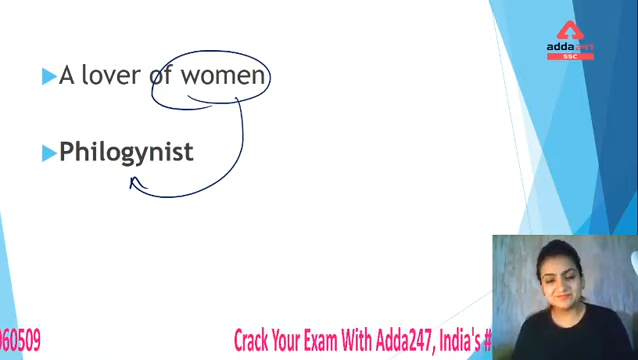 A lover of women
adda247
SSC
Philogynist
060509
Crack Your Exam With Adda247, India's #